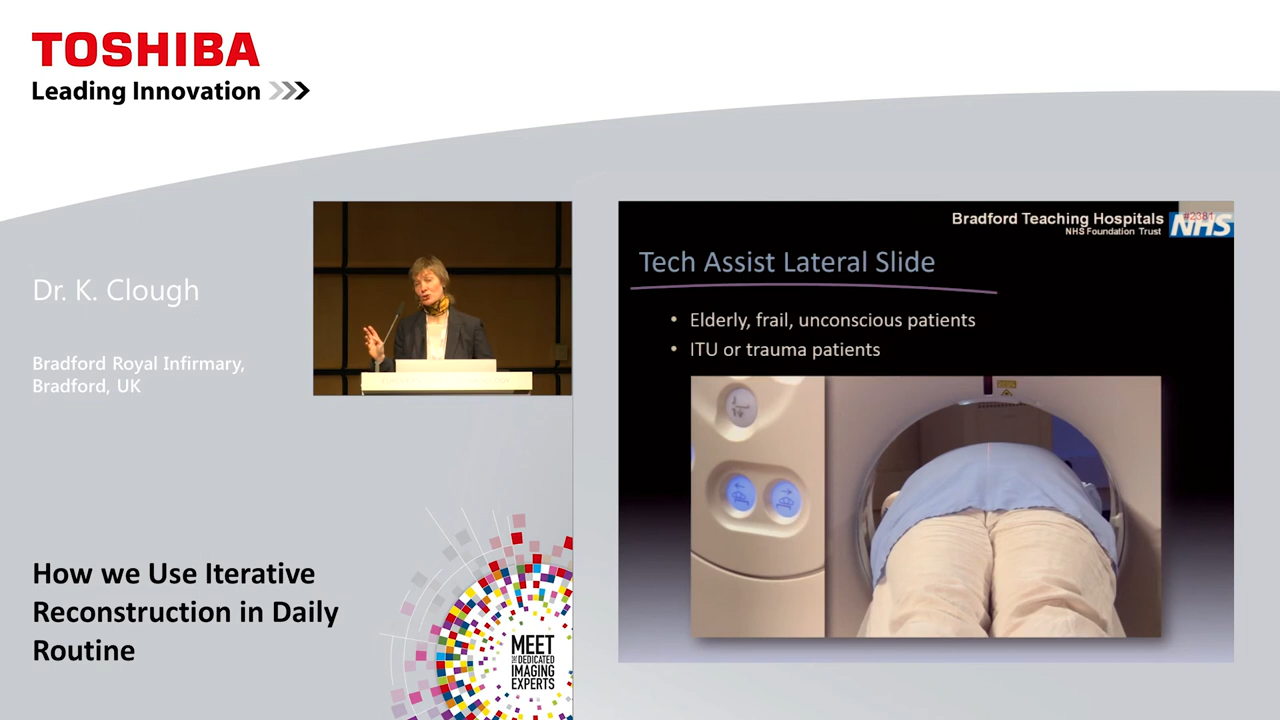 TOSHIBA
Leading Innovation
Dr. K. Clough
Bradford Royal Infirmary,
Bradford, UK
How we Use Iterative
Reconstruction in Daily
Routine
MEET
THE DEDICATED
IMAGING
EXPERTS
Bradford Teaching Hospitals
NHS Foundation Trust
#2381
NHS
Tech Assist Lateral Slide
• Elderly, frail, unconscious patients
• ITU or trauma patients